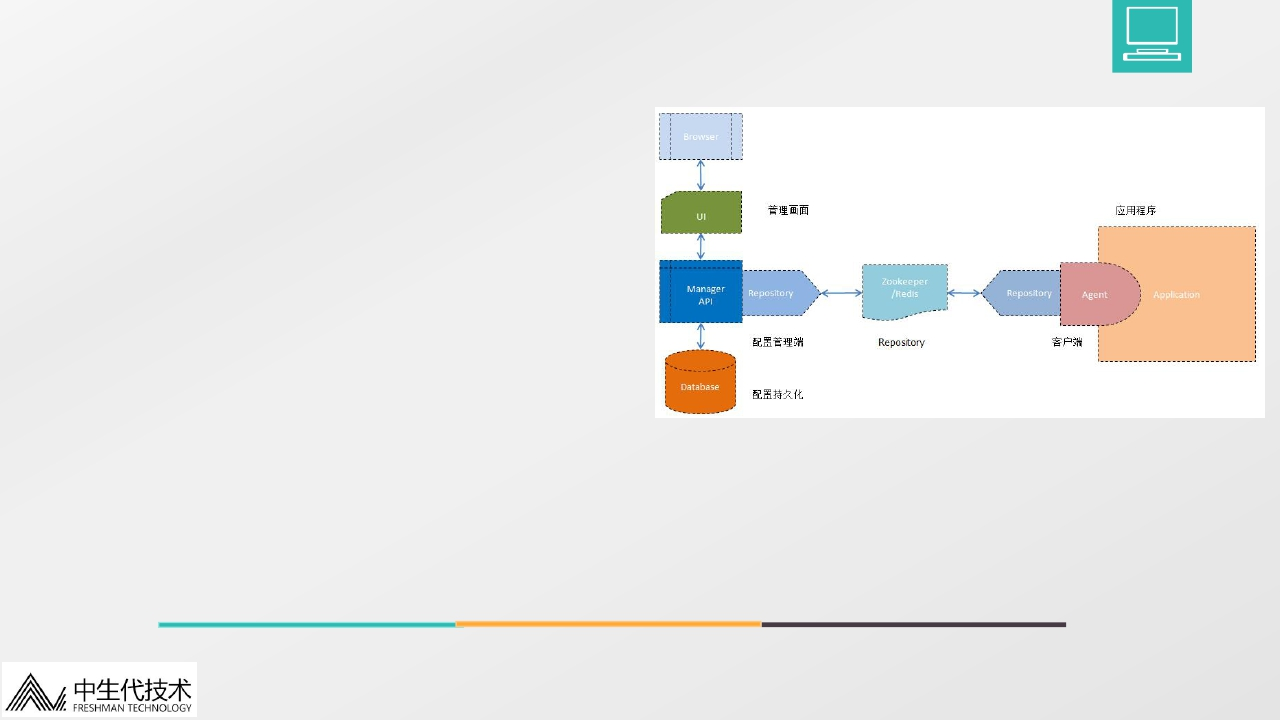 Browser
UI
管理画面
应用程序
Manager
API
Repository
Zookeeper
/Redis
Repository
Agent
Application
配置管理端
Repository
客户端
Database
配置持久化
中生代技术
FRESHMAN TECHNOLOGY